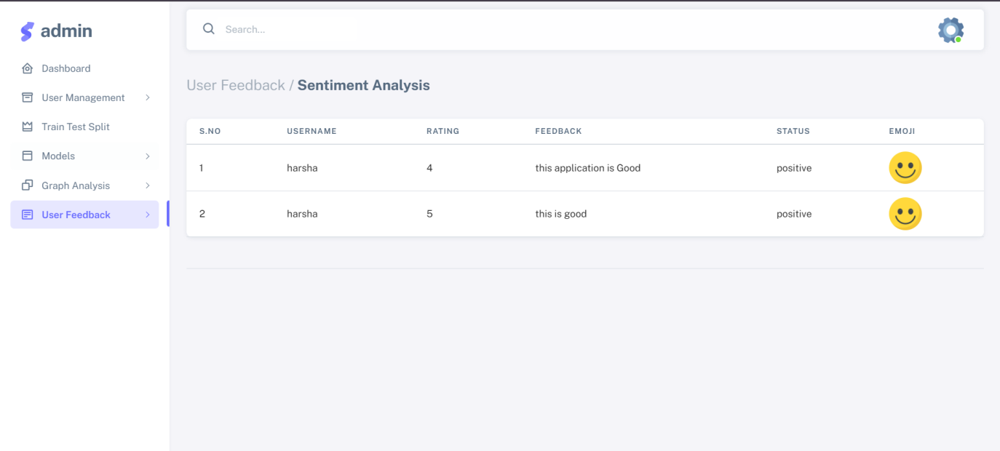 admin
Dashboard
User Management
Train Test Split
Models
Graph Analysis
User Feedback
Search...
User Feedback / Sentiment Analysis
S.NO USERNAME RATING FEEDBACK STATUS EMOJI
1 harsha 4 this application is Good positive
2 harsha 5 this is good positive